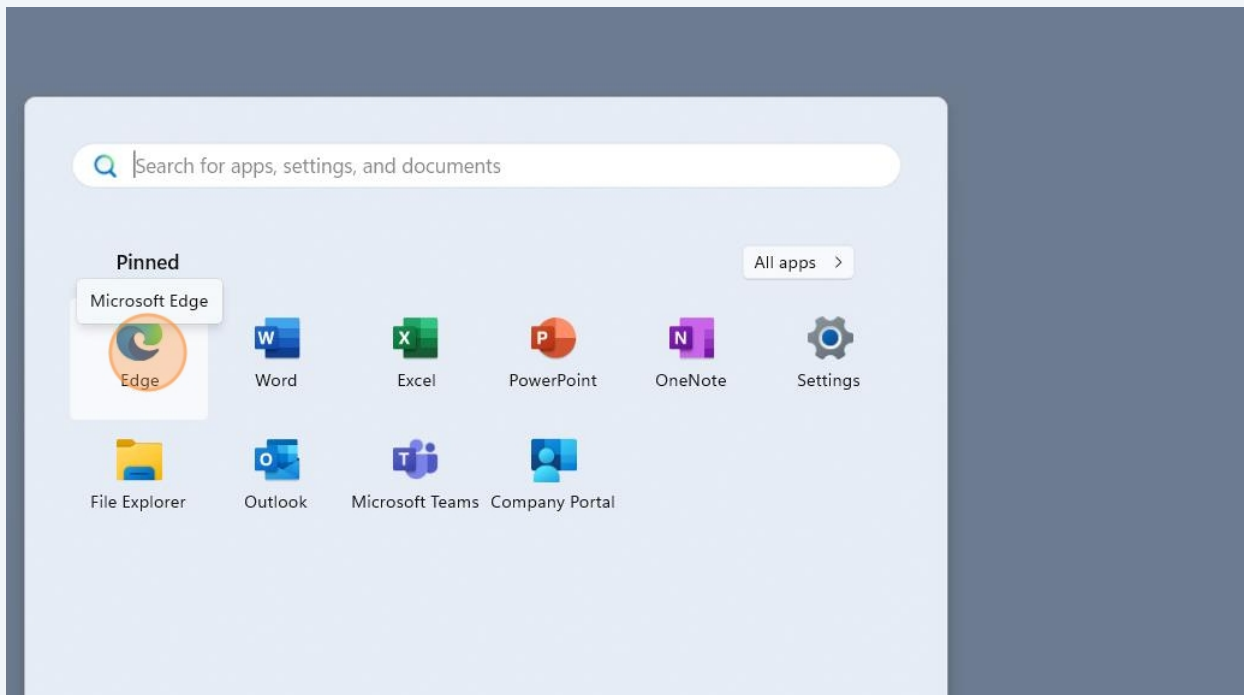 Search for apps, settings, and documents
Pinned
All apps
Microsoft Edge
Edge
Word
Excel
PowerPoint
OneNote
Settings
File Explorer
Outlook
Microsoft Teams
Company Portal